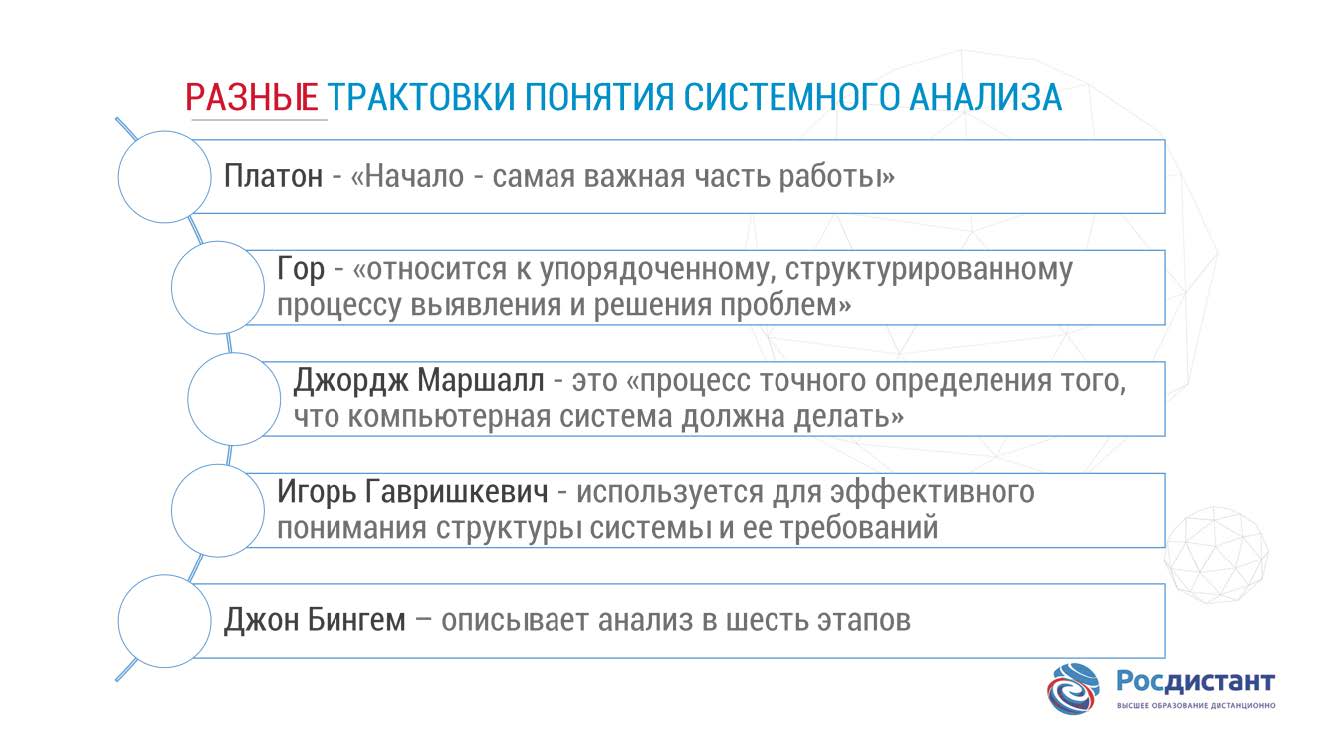 РАЗНЫЕ ТРАКТОВКИ ПОНЯТИЯ СИСТЕМНОГО АНАЛИЗА
Платон - «Начало - самая важная часть работы»
Гор - «относится к упорядоченному, структурированному
процессу выявления и решения проблем»
Джордж Маршалл - это «процесс точного определения того,
что компьютерная система должна делать»
Игорь Гавришкевич - используется для эффективного
понимания структуры системы и ее требований
Джон Бингем – описывает анализ в шесть этапов
Росдистант
ВЫСШЕЕ ОБРАЗОВАНИЕ ДИСТАНЦИОННО